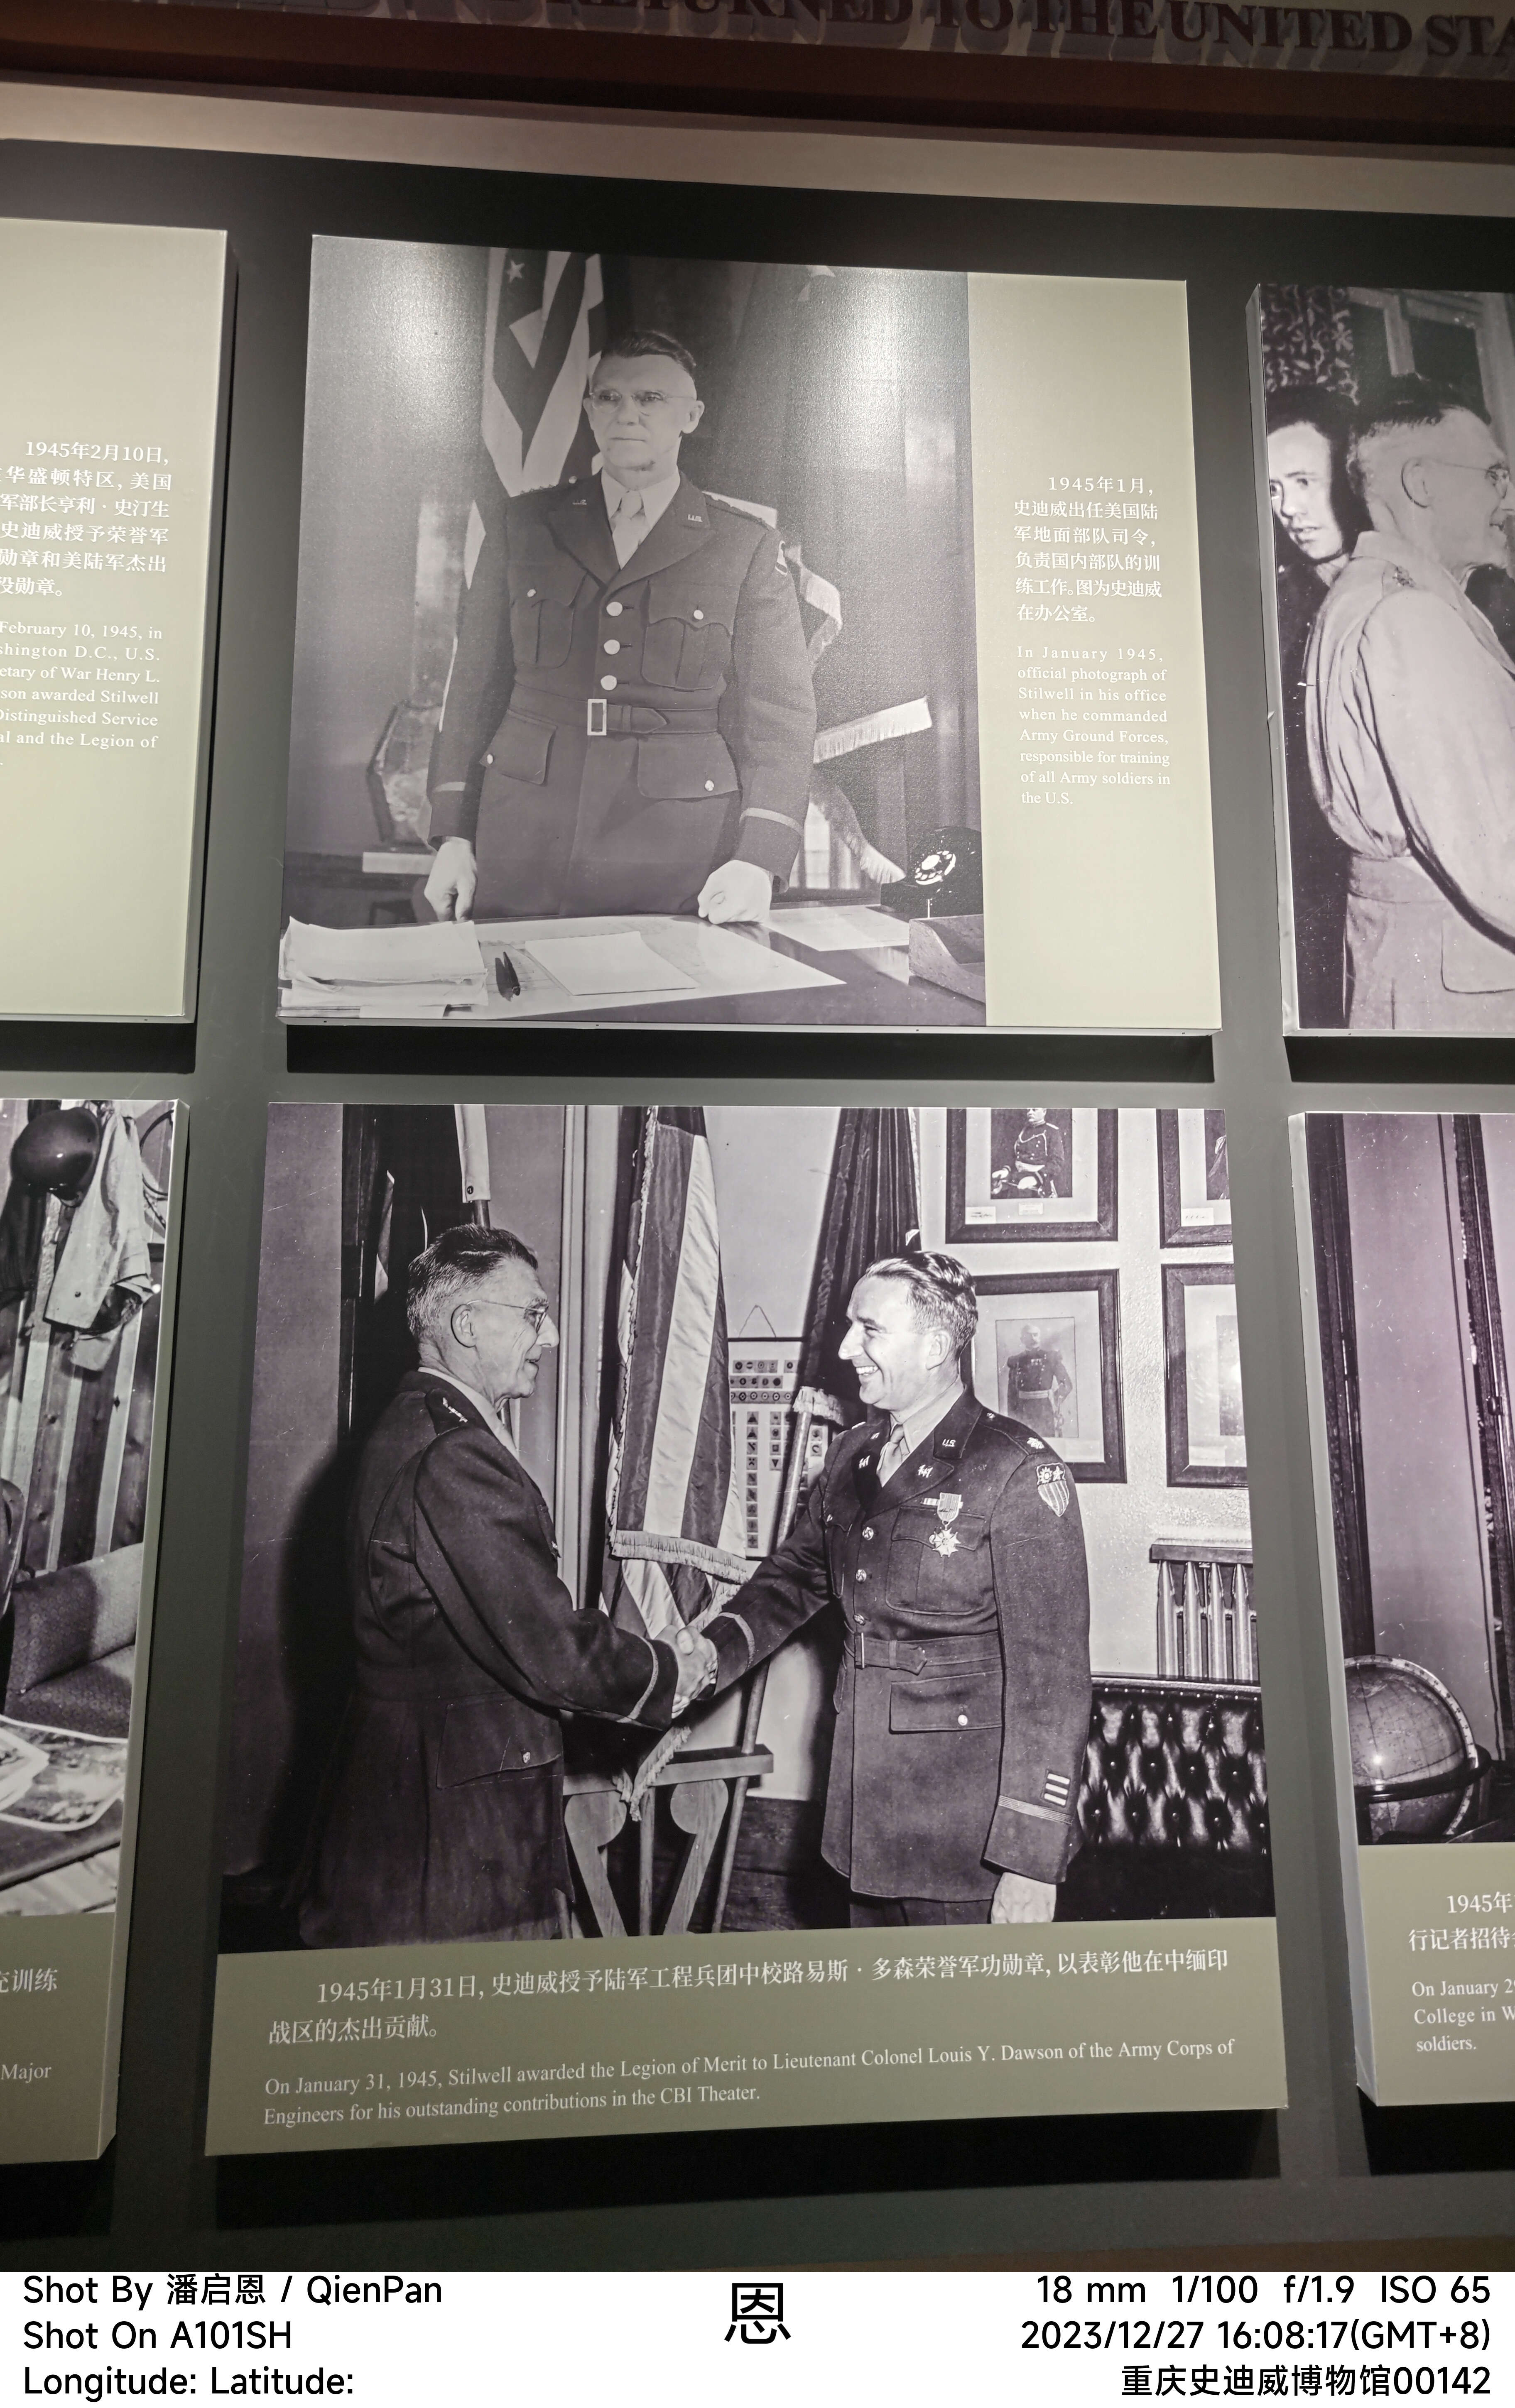 RETURNED TO THE UNITED STA
1945年2月10日,
华盛顿特区, 美国
军部长亨利 · 史汀生
史迪威授予荣誉军
勋章和美陆军杰出
役勋章。
February 10, 1945, in
shington D.C., U.S.
etary of War Henry L.
son awarded Stilwell
Distinguished Service
al and the Legion of
1945年1月,
史迪威出任美国陆
军地面部队司令,
负责国内部队的训
练工作。图为史迪威
在办公室。
In January 1945,
official photograph of
Stilwell in his office
when he commanded
Army Ground Forces,
responsible for training
of all Army soldiers in
the U.S.
训练
Major
1945年1月31日, 史迪威授予陆军工程兵团中校路易斯 · 多森荣誉军功勋章, 以表彰他在中缅印
战区的杰出贡献。
On January 31, 1945, Stilwell awarded the Legion of Merit to Lieutenant Colonel Louis Y. Dawson of the Army Corps of
Engineers for his outstanding contributions in the CBI Theater.
1945年
行记者招待
On January 2
College in W
soldiers.
Shot By 潘启恩 / QienPan
Shot On A101SH
Longitude: Latitude:
恩
18 mm 1/100 f/1.9 ISO 65
2023/12/27 16:08:17(GMT+8)
重庆史迪威博物馆00142